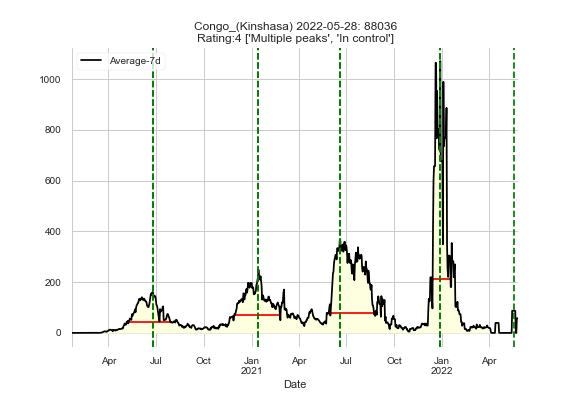 Congo_(Kinshasa) 2022-05-28: 88036
Rating:4 ['Multiple peaks', 'In control']
Average-7d
1000
800
600
400
200
0
Apr Jul Oct Jan Apr Jul Oct Jan Apr
2021 2022
Date